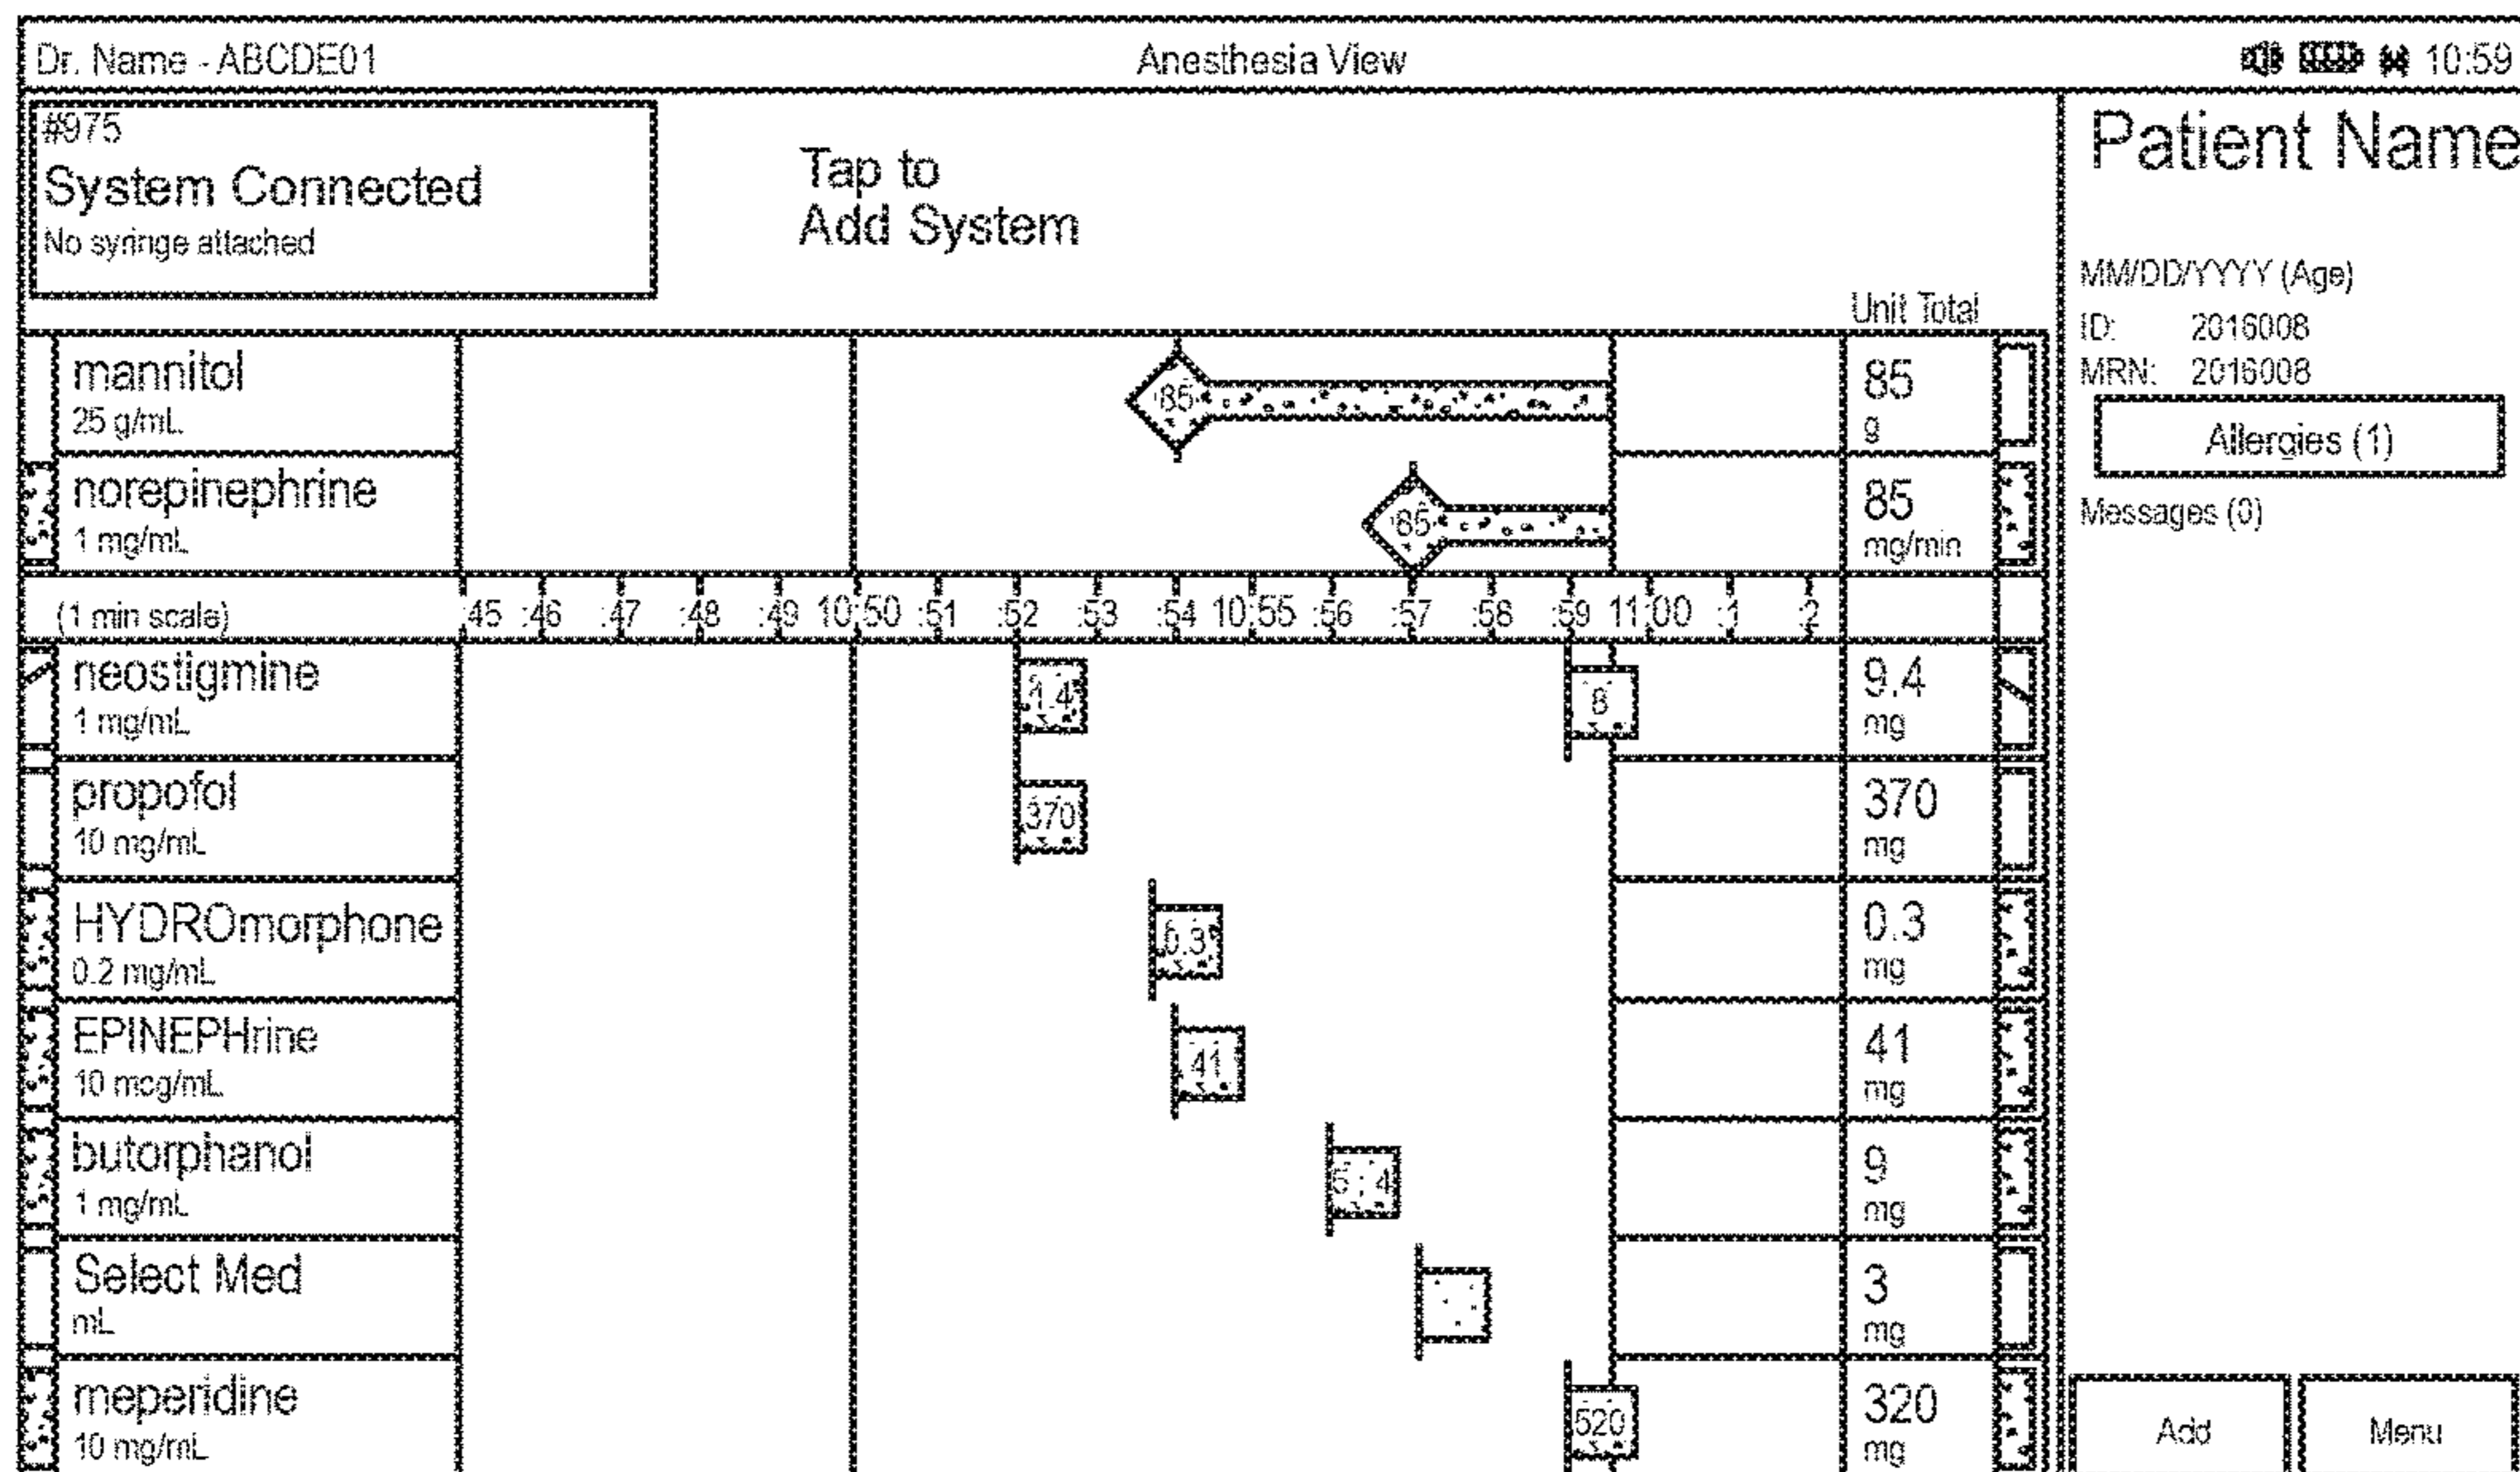 Dr. Name - ABCDE01 Anesthesia View 10:59
#975
System Connected
No syringe attached
Tap to
Add System
Unit Total
mannitol
25 g/mL
85
85
g
norepinephrine
1 mg/mL
85
85
mg/min
(1 min scale) :45 :46 :47 :48 :49 10:50 :51 :52 :53 :54 10:55 :56 :57 :58 :59 11:00 :1 :2
neostigmine
1 mg/mL
1.4 8
9.4
mg
propofol
10 mg/mL
370
370
mg
HYDROmorphone
0.2 mg/mL
0.3
0.3
mg
EPINEPHrine
10 mcg/mL
41
41
mg
butorphanol
1 mg/mL
5 4
9
mg
Select Med
mL
3
mg
meperidine
10 mg/mL
520
320
mg
Patient Name
MM/DD/YYYY (Age)
ID: 2016008
MRN: 2016008
Allergies (1)
Messages (0)
Add Menu